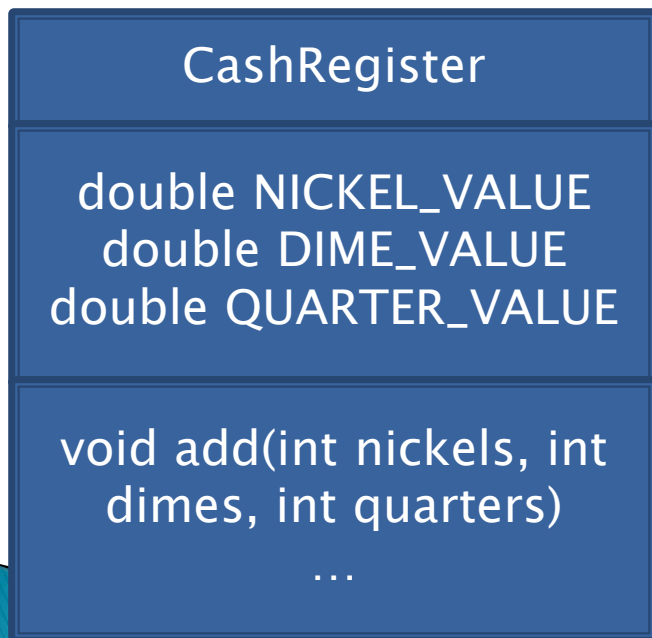 CashRegister
double NICKEL_VALUE
double DIME_VALUE
double QUARTER_VALUE
void add(int nickels, int
dimes, int quarters)
…